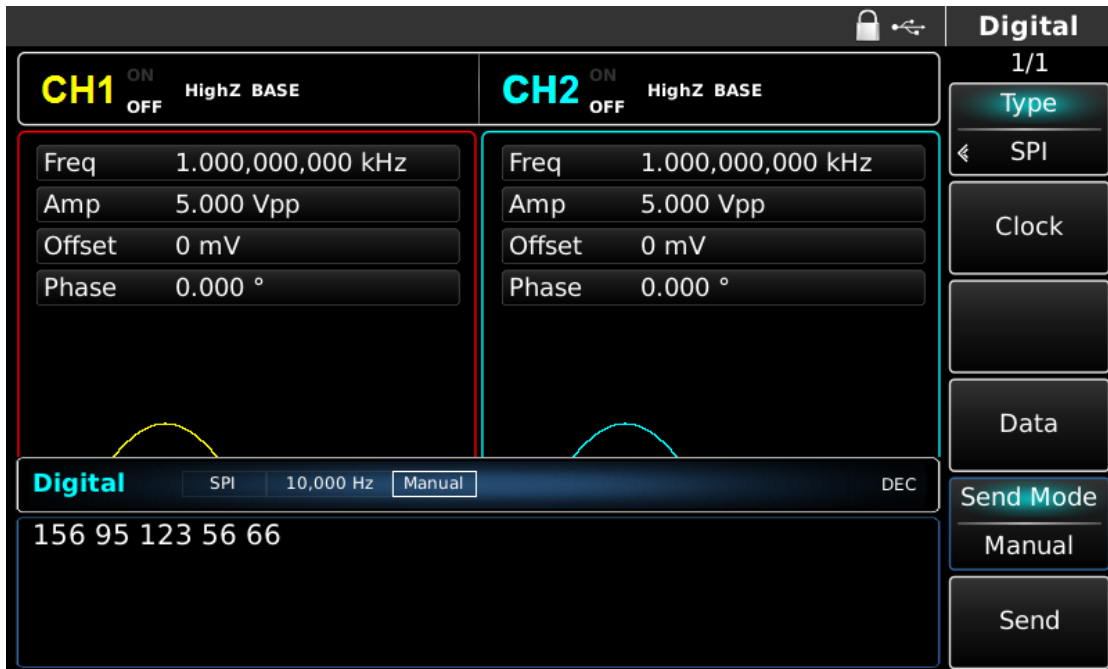 Digital
1/1
CH1 ON OFF HighZ BASE
CH2 ON OFF HighZ BASE
Freq 1.000,000,000 kHz
Amp 5.000 Vpp
Offset 0 mV
Phase 0.000 °
Freq 1.000,000,000 kHz
Amp 5.000 Vpp
Offset 0 mV
Phase 0.000 °
Type
SPI
Clock
Data
Send Mode
Manual
Send
Digital SPI 10,000 Hz Manual DEC
156 95 123 56 66